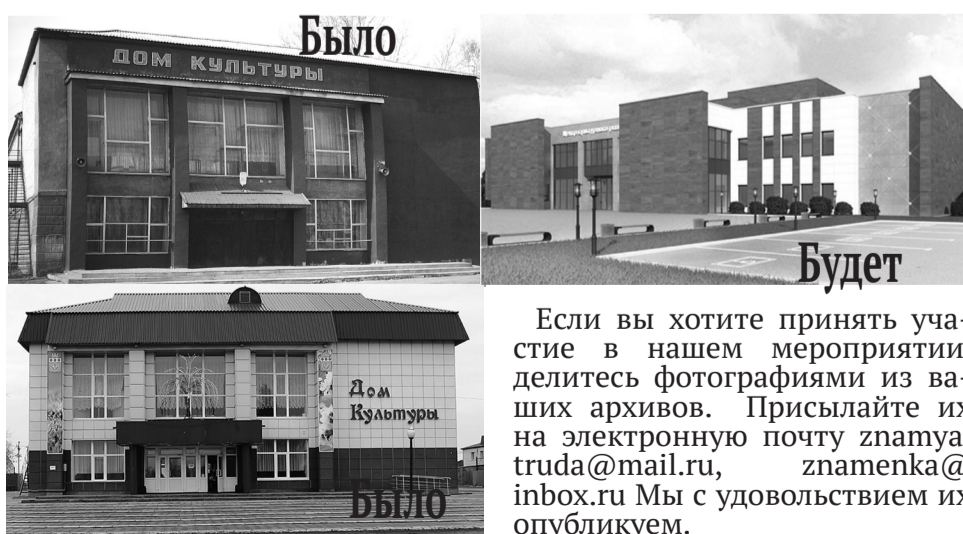 Было
ДОМ КУЛЬТУРЫ
Будет
Дом
Культуры
Было
Если вы хотите принять уча-
стие в нашем мероприятии
делитесь фотографиями из ва-
ших архивов. Присылайте их
на электронную почту znamya
truda@mail.ru, znamenka@
inbox.ru Мы с удовольствием их
опубликуем.